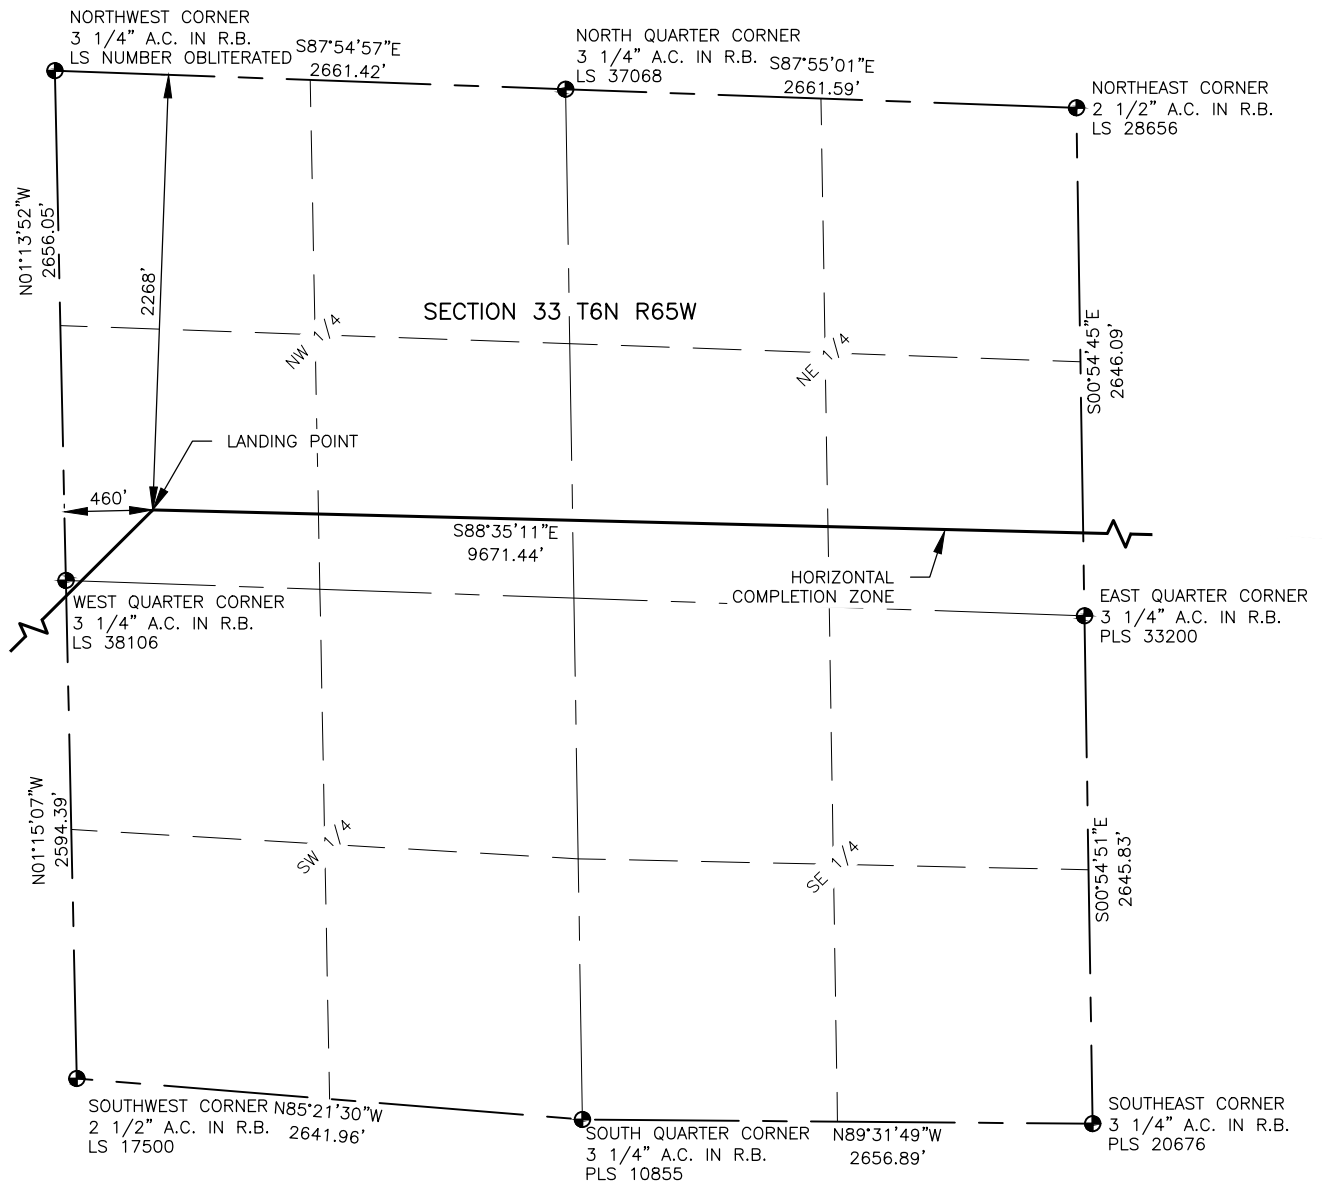 NORTHWEST CORNER
3 1/4” A.C. IN R.B.
LS NUMBER OBLITERATED
S87°54’57”E
2661.42’
NORTH QUARTER CORNER
3 1/4” A.C. IN R.B.
LS 37068
S87°55’01”E
2661.59’
NORTHEAST CORNER
2 1/2” A.C. IN R.B.
LS 28656
N01°13’52”W
2656.05’
2268’
SECTION 33 T6N R65W
NW 1/4
NE 1/4
S00°54’45”E
2646.09’
LANDING POINT
460’
S88°35’11”E
9671.44’
HORIZONTAL
COMPLETION ZONE
WEST QUARTER CORNER
3 1/4” A.C. IN R.B.
LS 38106
EAST QUARTER CORNER
3 1/4” A.C. IN R.B.
PLS 33200
N01°15’07”W
2594.39’
SW 1/4
SE 1/4
S00°54’51”E
2645.83’
SOUTHWEST CORNER
2 1/2” A.C. IN R.B.
LS 17500
N85°21’30”W
2641.96’
SOUTH QUARTER CORNER
3 1/4” A.C. IN R.B.
PLS 10855
N89°31’49”W
2656.89’
SOUTHEAST CORNER
3 1/4” A.C. IN R.B.
PLS 20676